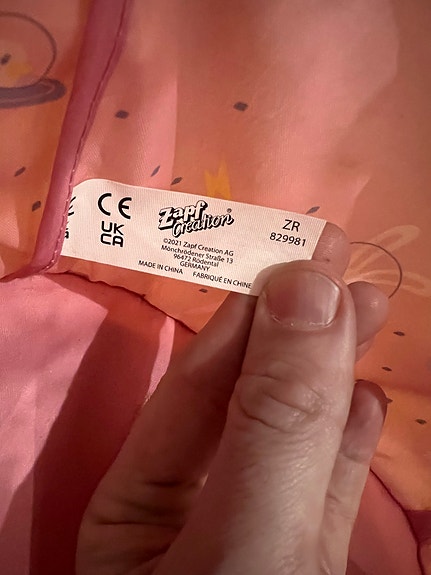 CE
UK
CA
Zapf
Creation
©2021 Zapf Creation AG
Mönchrödener Straße 13
96472 Rödental
GERMANY
MADE IN CHINA FABRIQUÉ EN CHINE
ZR
829981